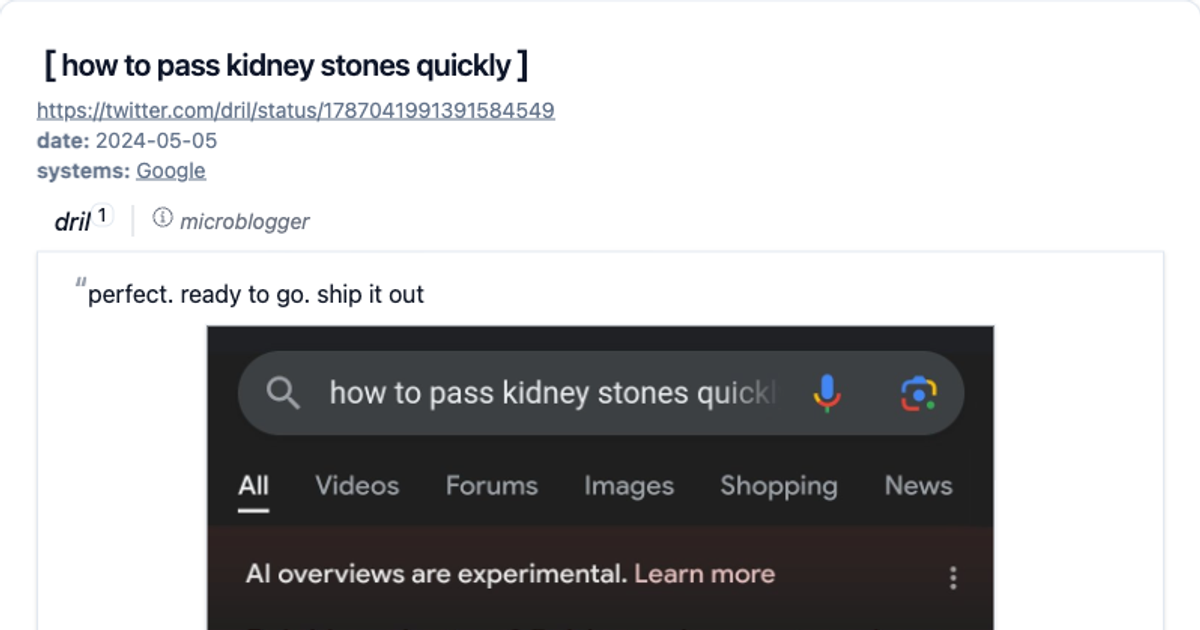 [ how to pass kidney stones quickly ]
https://twitter.com/dril/status/1787041991391584549
date: 2024-05-05
systems: Google
dril 1 ⓘ microblogger
“perfect. ready to go. ship it out
how to pass kidney stones quickl
All Videos Forums Images Shopping News
AI overviews are experimental. Learn more